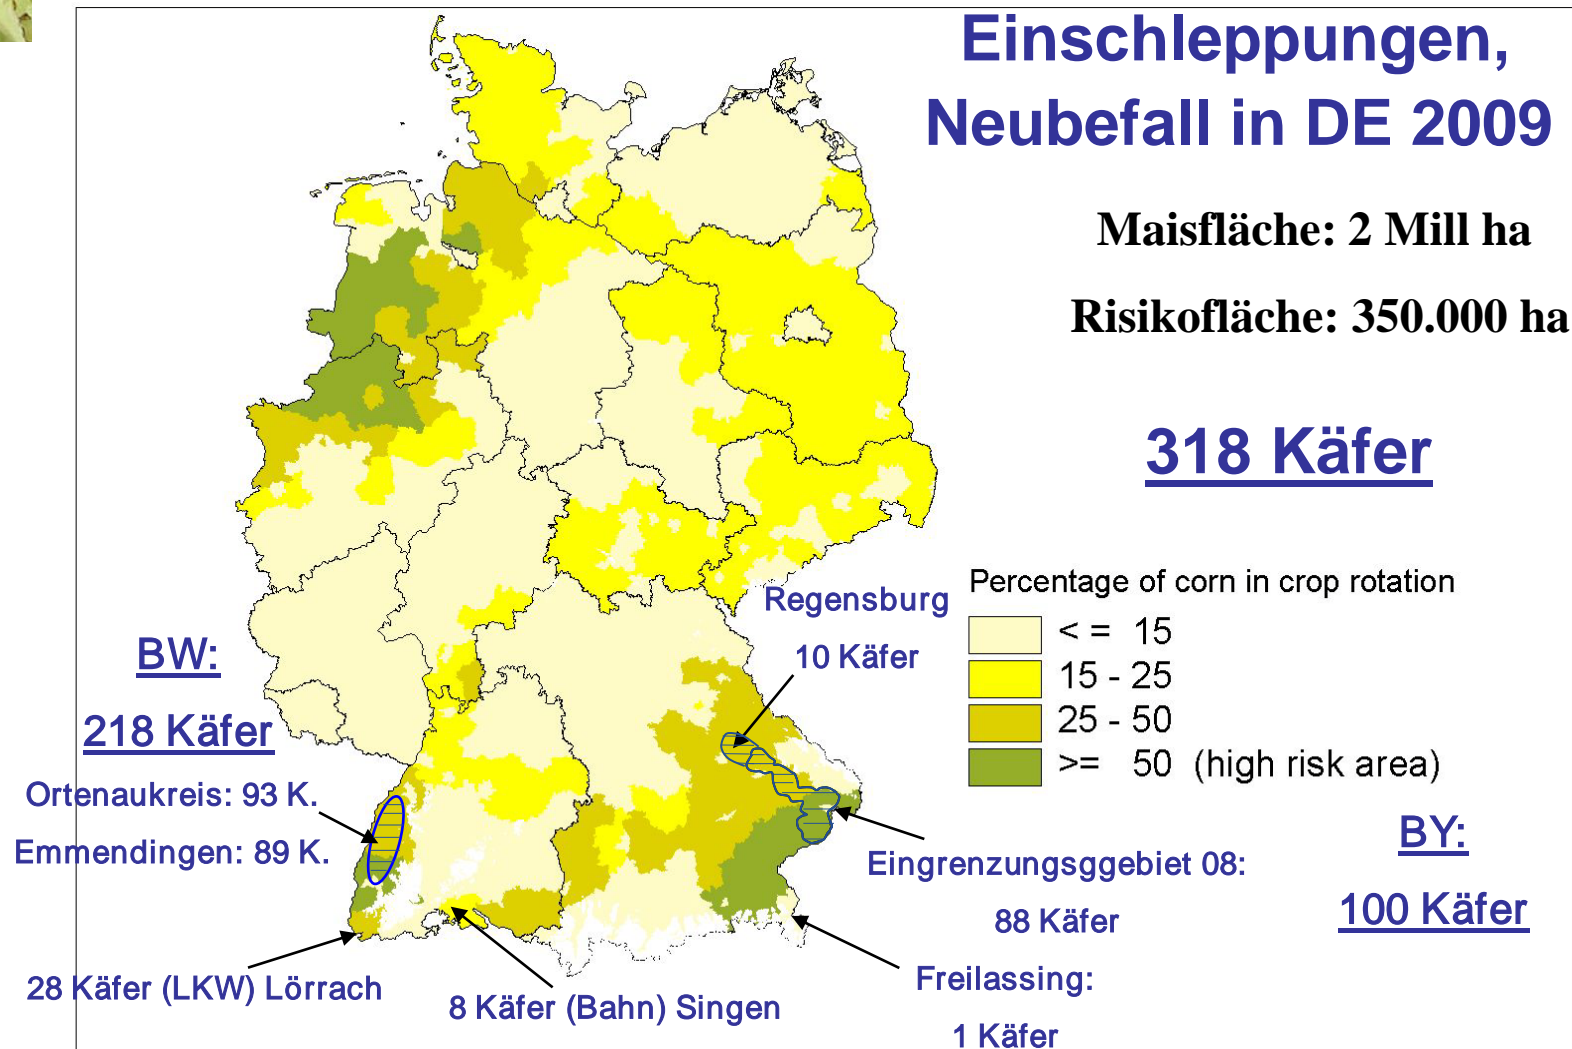 Einschleppungen,
Neubefall in DE 2009
Maisfläche: 2 Mill ha
Risikofläche: 350.000 ha
318 Käfer
Percentage of corn in crop rotation
< = 15
15 - 25
25 - 50
>= 50 (high risk area)
Regensburg
10 Käfer
BW:
218 Käfer
Ortenaukreis: 93 K.
Emmendingen: 89 K.
BY:
100 Käfer
Eingrenzungsggebiet 08:
88 Käfer
Freilassing:
1 Käfer
28 Käfer (LKW) Lörrach
8 Käfer (Bahn) Singen